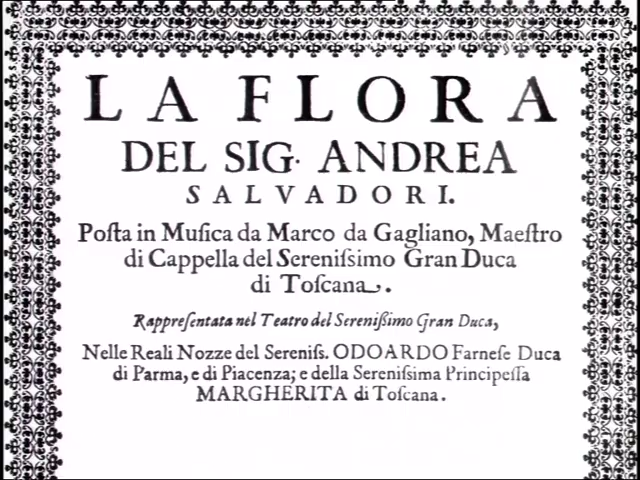 LA FLORA
DEL SIG. ANDREA
SALVADORI.
Poſta in Muſica da Marco da Gagliano, Maeſtro
di Cappella del Sereniſsimo Gran Duca
di Toſcana.
Rappreſentata nel Teatro del Sereniſſimo Gran Duca,
Nelle Reali Nozze del Sereniſs. ODOARDO Farneſe Duca
di Parma, e di Piacenza; e della Sereniſsima Principeſſa
MARGHERITA di Toſcana.